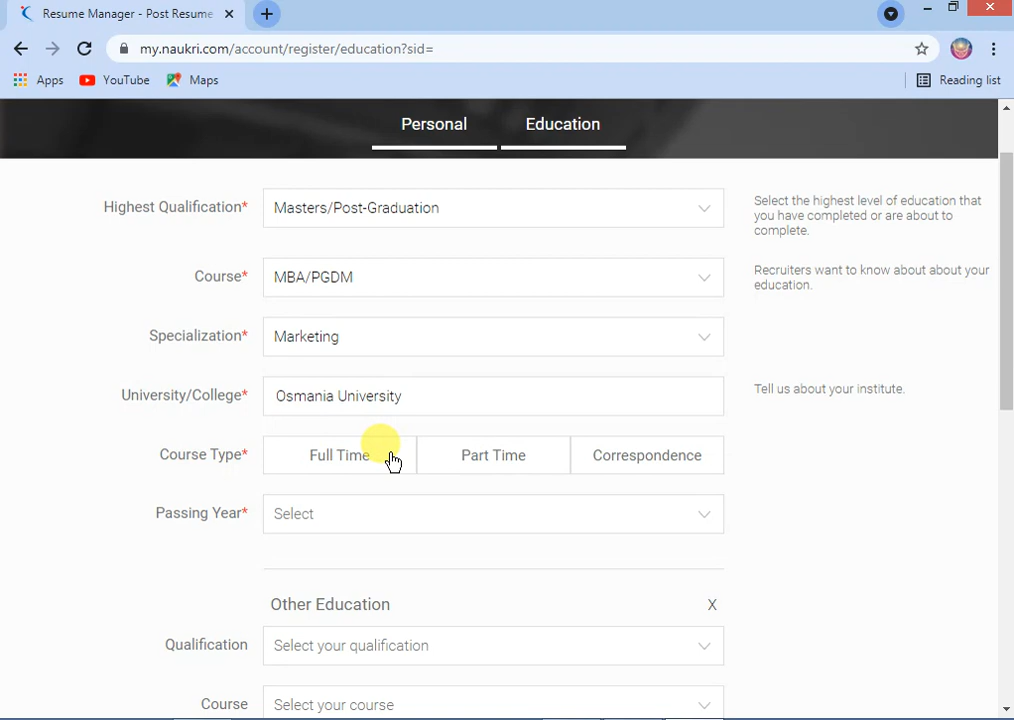 Resume Manager - Post Resume
my.naukri.com/account/register/education?sid=
Apps YouTube Maps Reading list
Personal Education
Highest Qualification* Masters/Post-Graduation
Select the highest level of education that
you have completed or are about to
complete.
Course* MBA/PGDM
Recruiters want to know about about your
education.
Specialization* Marketing
University/College* Osmania University
Tell us about your institute.
Course Type* Full Time Part Time Correspondence
Passing Year* Select
Other Education X
Qualification Select your qualification
Course Select your course